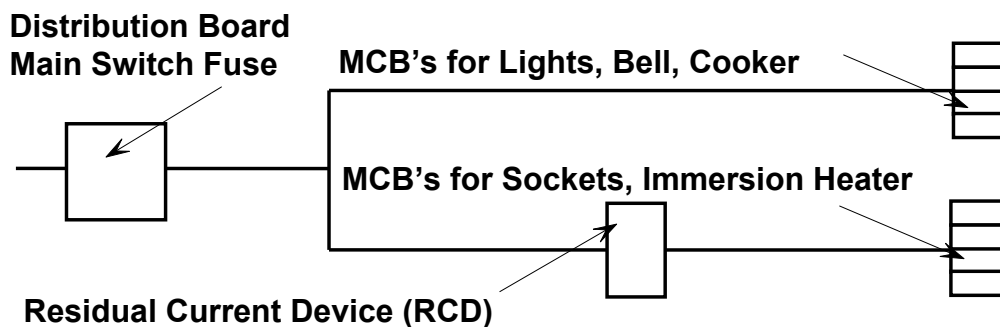 Distribution Board
Main Switch Fuse
MCB's for Lights, Bell, Cooker
MCB's for Sockets, Immersion Heater
Residual Current Device (RCD)